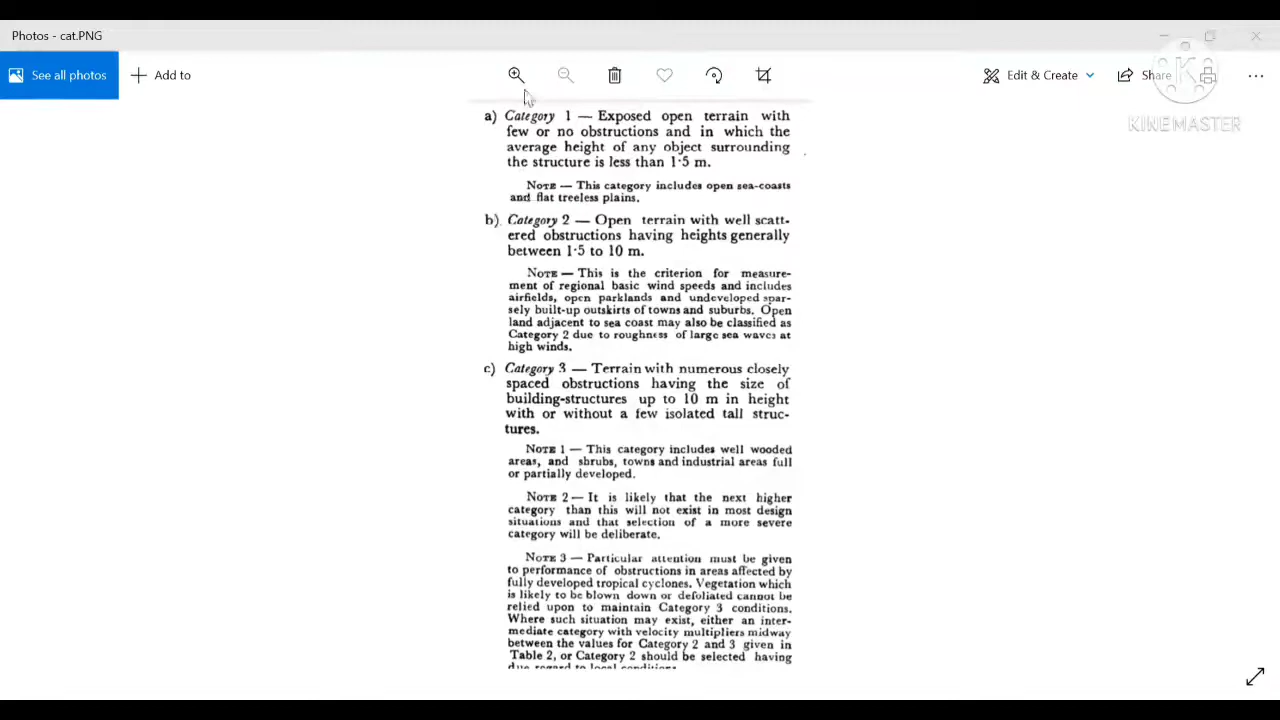 Photos - cat.PNG
See all photos
Add to
Edit & Create
Share
K
KINEMASTER
a) Category 1 — Exposed open terrain with
few or no obstructions and in which the
average height of any object surrounding
the structure is less than 1·5 m.
NOTE — This category includes open sea-coasts
and flat treeless plains.
b) Category 2 — Open terrain with well scatt-
ered obstructions having heights generally
between 1·5 to 10 m.
NOTE — This is the criterion for measure-
ment of regional basic wind speeds and includes
airfields, open parklands and undeveloped spar-
sely built-up outskirts of towns and suburbs. Open
land adjacent to sea coast may also be classified as
Category 2 due to roughness of large sea waves at
high winds.
c) Category 3 — Terrain with numerous closely
spaced obstructions having the size of
building-structures up to 10 m in height
with or without a few isolated tall struc-
tures.
NOTE 1 — This category includes well wooded
areas, and shrubs, towns and industrial areas full
or partially developed.
NOTE 2 — It is likely that the next higher
category than this will not exist in most design
situations and that selection of a more severe
category will be deliberate.
NOTE 3 — Particular attention must be given
to performance of obstructions in areas affected by
fully developed tropical cyclones. Vegetation which
is likely to be blown down or defoliated cannot be
relied upon to maintain Category 3 conditions.
Where such situation may exist, either an inter-
mediate category with velocity multipliers midway
between the values for Category 2 and 3 given in
Table 2, or Category 2 should be selected having
due regard to local conditions.